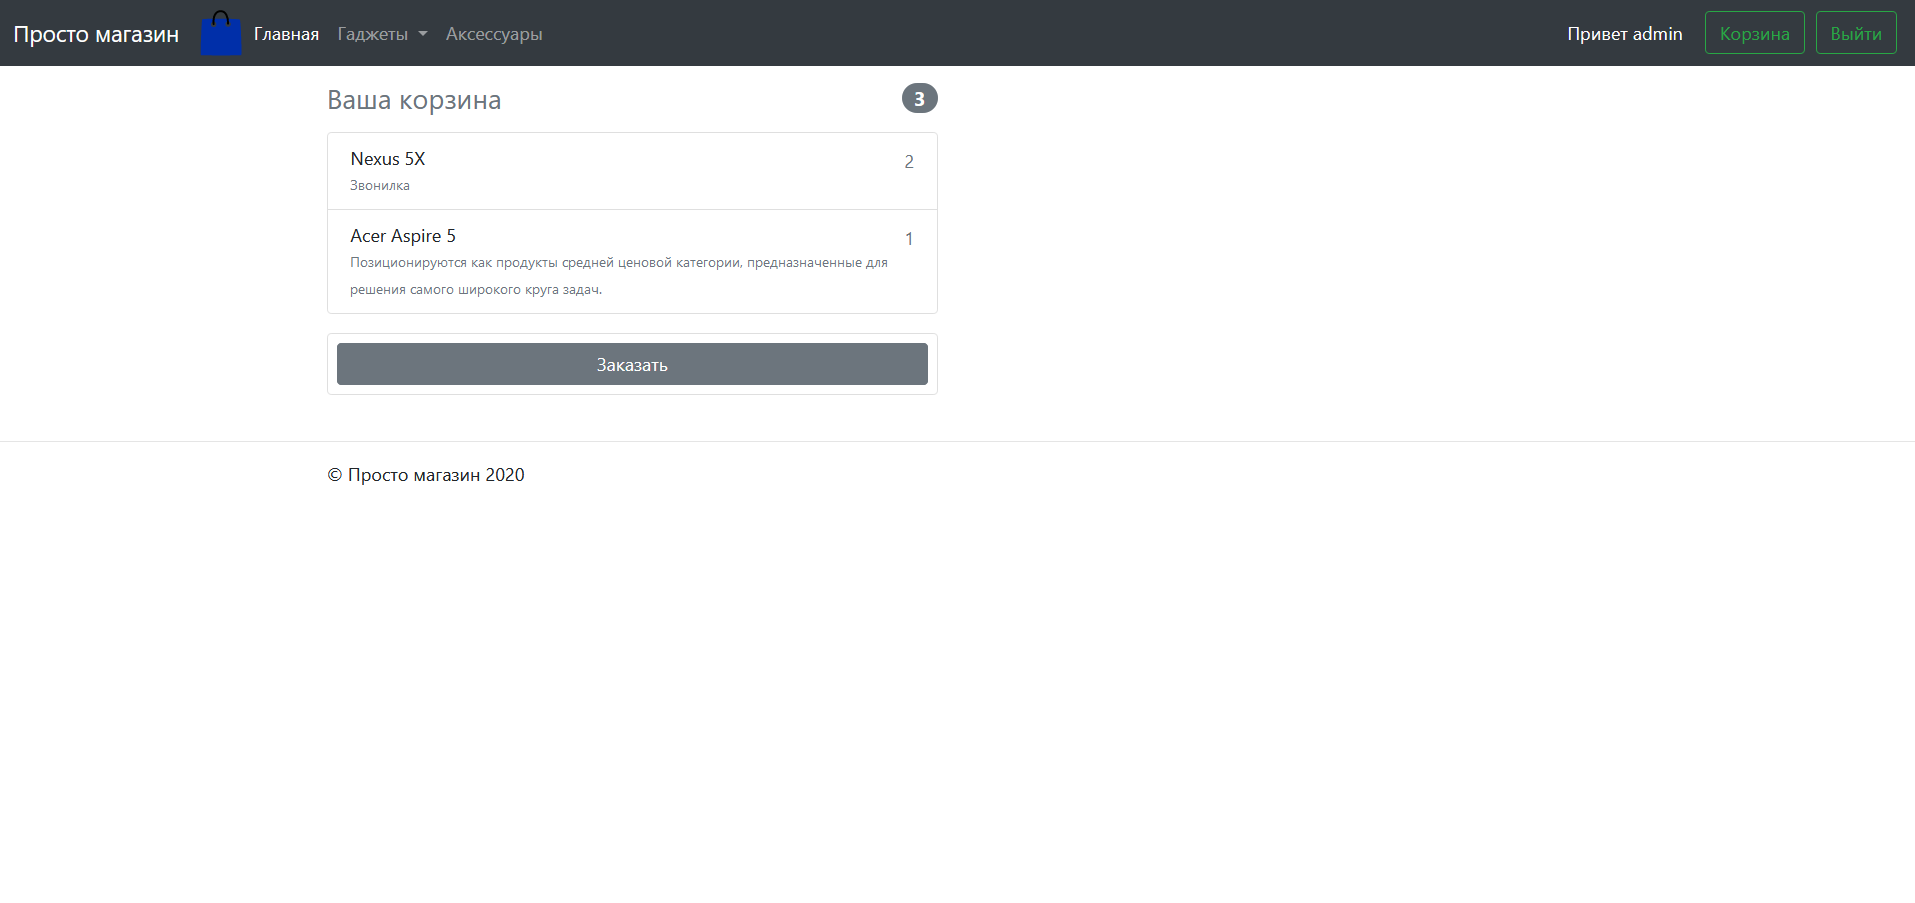 Просто магазин Главная Гаджеты Аксессуары Привет admin Корзина Выйти
Ваша корзина 3
Nexus 5X 2
Звонилка
Acer Aspire 5 1
Позиционируются как продукты средней ценовой категории, предназначенные для
решения самого широкого круга задач.
Заказать
© Просто магазин 2020